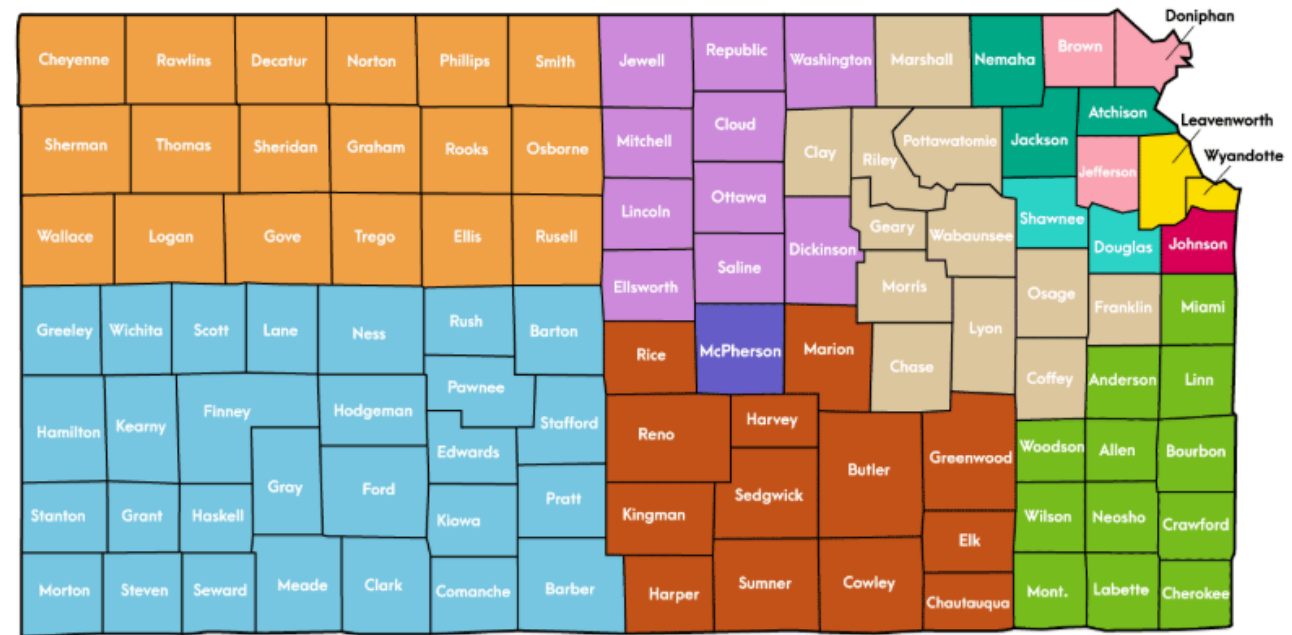 Doniphan
Cheyenne
Rawlins
Decatur
Norton
Phillips
Smith
Jewell
Republic
Washington
Marshall
Nemaha
Brown
Atchison
Leavenworth
Wyandotte
Sherman
Thomas
Sheridan
Graham
Rooks
Osborne
Mitchell
Cloud
Clay
Riley
Pottawatomie
Jackson
Jefferson
Wallace
Logan
Gove
Trego
Ellis
Rusell
Lincoln
Ottawa
Dickinson
Geary
Wabaunsee
Shawnee
Douglas
Johnson
Ellsworth
Saline
Morris
Osage
Franklin
Miami
Greeley
Wichita
Scott
Lane
Ness
Rush
Barton
Rice
McPherson
Marion
Chase
Lyon
Coffey
Anderson
Linn
Hamilton
Kearny
Finney
Hodgeman
Pawnee
Stafford
Edwards
Reno
Harvey
Butler
Greenwood
Woodson
Allen
Bourbon
Stanton
Grant
Haskell
Gray
Ford
Kiowa
Pratt
Kingman
Sedgwick
Elk
Wilson
Neosho
Crawford
Morton
Steven
Seward
Meade
Clark
Comanche
Barber
Harper
Sumner
Cowley
Chautauqua
Mont.
Labette
Cherokee